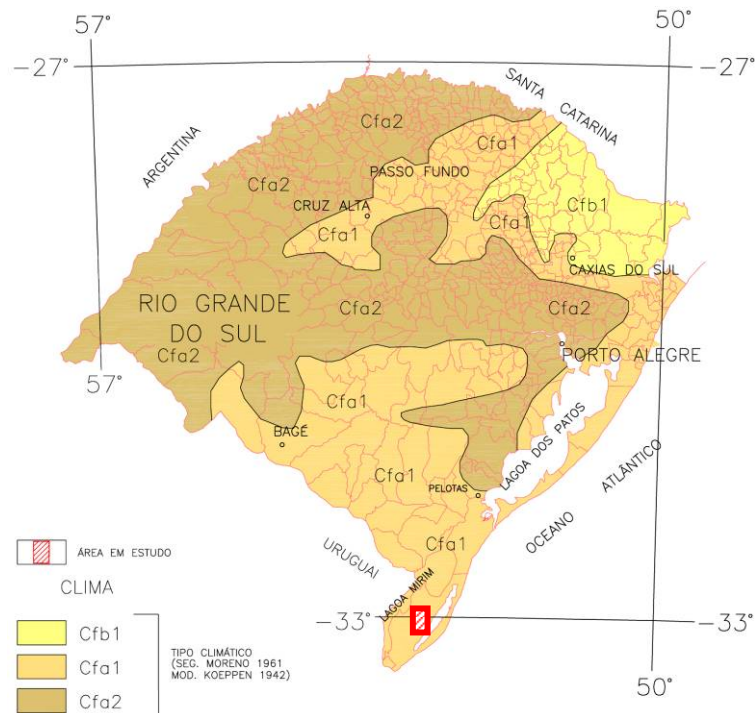 57°
50°
-27°
-27°
SANTA CATARINA
ARGENTINA
Cfa2
Cfa1
PASSO FUNDO
Cfa2
CRUZ ALTA
Cfa1
Cfa1
Cfb1
CAXIAS DO SUL
RIO GRANDE
DO SUL
Cfa2
Cfa2
Cfa2
PORTO ALEGRE
57°
Cfa1
BAGÉ
LAGOA DOS PATOS
ATLÂNTICO
Cfa1
PELOTAS
OCEANO
URUGUAI
Cfa1
LAGOA MIRIM
-33°
-33°
50°
ÁREA EM ESTUDO
CLIMA
Cfb1
Cfa1
Cfa2
TIPO CLIMÁTICO
(SEG. MORENO 1961
MOD. KOEPPEN 1942)